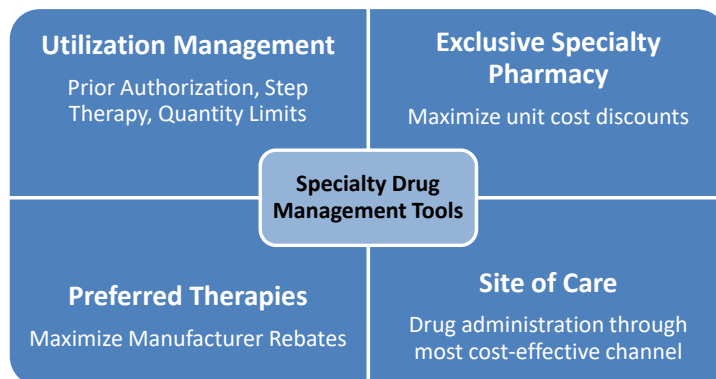 Utilization Management
Prior Authorization, Step
Therapy, Quantity Limits
Exclusive Specialty
Pharmacy
Maximize unit cost discounts
Specialty Drug
Management Tools
Preferred Therapies
Maximize Manufacturer Rebates
Site of Care
Drug administration through
most cost-effective channel